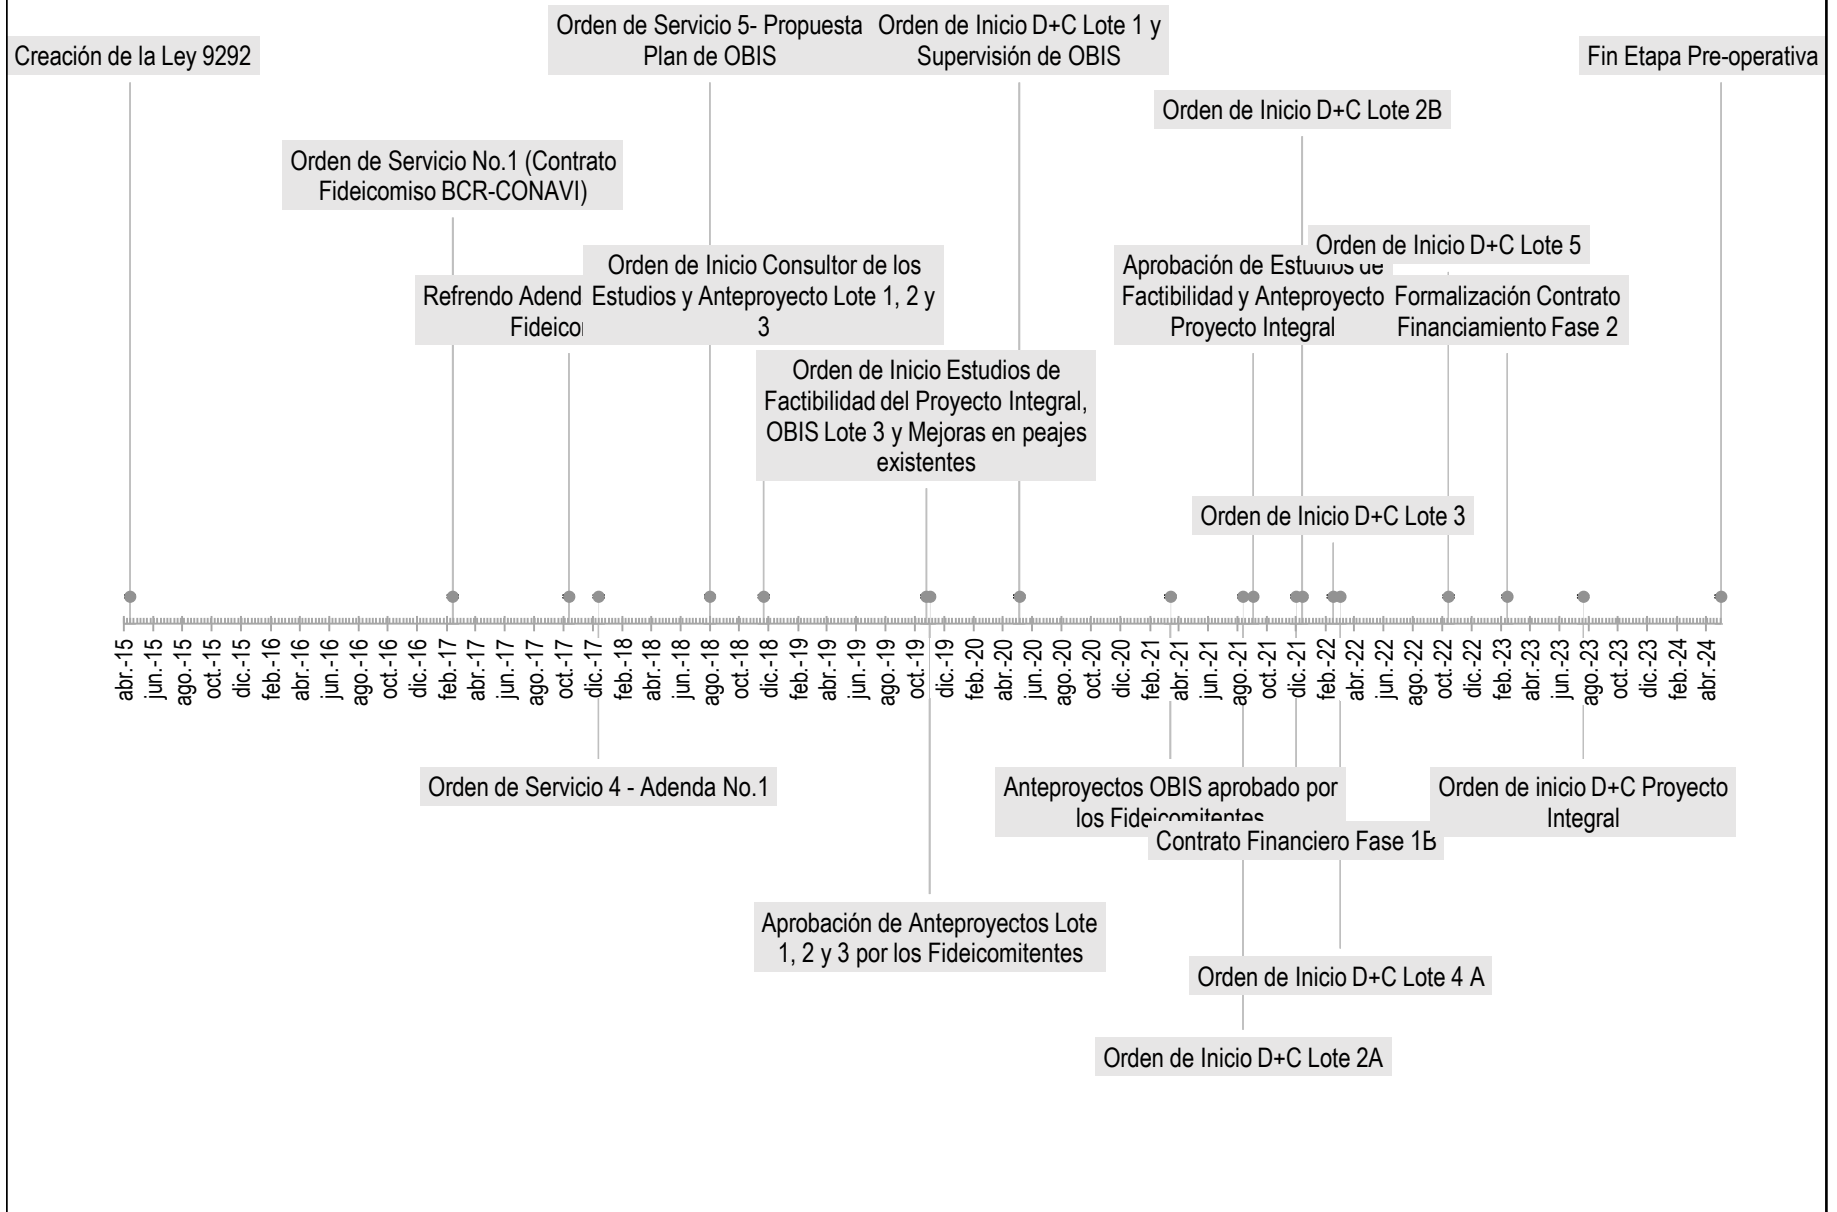 Orden de Servicio 5- Propuesta
Plan de OBIS
Orden de Inicio D+C Lote 1 y
Supervisión de OBIS
Creación de la Ley 9292
Fin Etapa Pre-operativa
Orden de Inicio D+C Lote 2B
Orden de Servicio No.1 (Contrato
Fideicomiso BCR-CONAVI)
Orden de Inicio D+C Lote 5
Refrendo Adend
Fideico
Orden de Inicio Consultor de los
Estudios y Anteproyecto Lote 1, 2 y
3
Aprobación de Estudios de
Factibilidad y Anteproyecto
Proyecto Integral
Formalización Contrato
Financiamiento Fase 2
Orden de Inicio Estudios de
Factibilidad del Proyecto Integral,
OBIS Lote 3 y Mejoras en peajes
existentes
Orden de Inicio D+C Lote 3
abr.-15
jun.-15
ago.-15
oct.-15
dic.-15
feb.-16
abr.-16
jun.-16
ago.-16
oct.-16
dic.-16
feb.-17
abr.-17
jun.-17
ago.-17
oct.-17
dic.-17
feb.-18
abr.-18
jun.-18
ago.-18
oct.-18
dic.-18
feb.-19
abr.-19
jun.-19
ago.-19
oct.-19
dic.-19
feb.-20
abr.-20
jun.-20
ago.-20
oct.-20
dic.-20
feb.-21
abr.-21
jun.-21
ago.-21
oct.-21
dic.-21
feb.-22
abr.-22
jun.-22
ago.-22
oct.-22
dic.-22
feb.-23
abr.-23
jun.-23
ago.-23
oct.-23
dic.-23
feb.-24
abr.-24
Orden de Servicio 4 - Adenda No.1
Anteproyectos OBIS aprobado por
los Fideicomitentes
Orden de inicio D+C Proyecto
Integral
Contrato Financiero Fase 1B
Aprobación de Anteproyectos Lote
1, 2 y 3 por los Fideicomitentes
Orden de Inicio D+C Lote 4 A
Orden de Inicio D+C Lote 2A